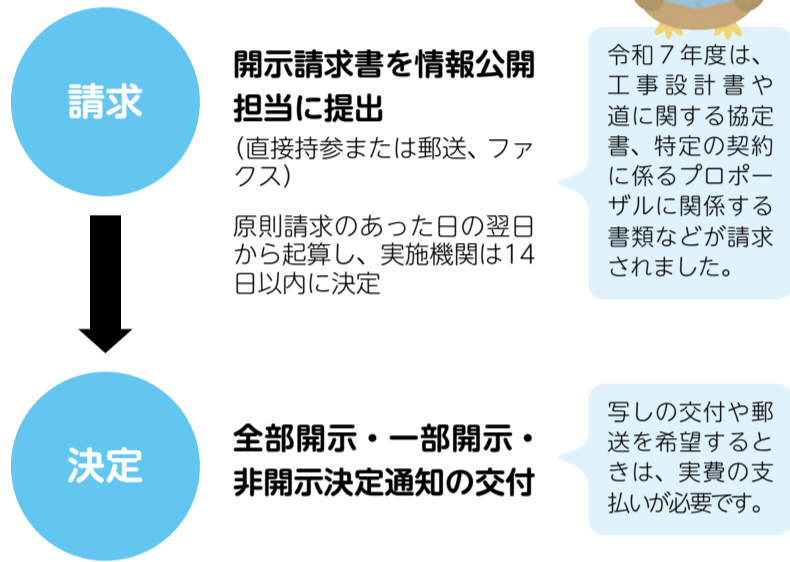 請求
開示請求書を情報公開
担当に提出
（直接持参または郵送、ファ
クス）
原則請求のあった日の翌日
から起算し、実施機関は14
日以内に決定
令和７年度は、
工事設計書や
道に関する協定
書、特定の契約
に係るプロポー
ザルに関係する
書類などが請求
されました。
決定
全部開示・一部開示・
非開示決定通知の交付
写しの交付や郵
送を希望すると
きは、実費の支
払いが必要です。